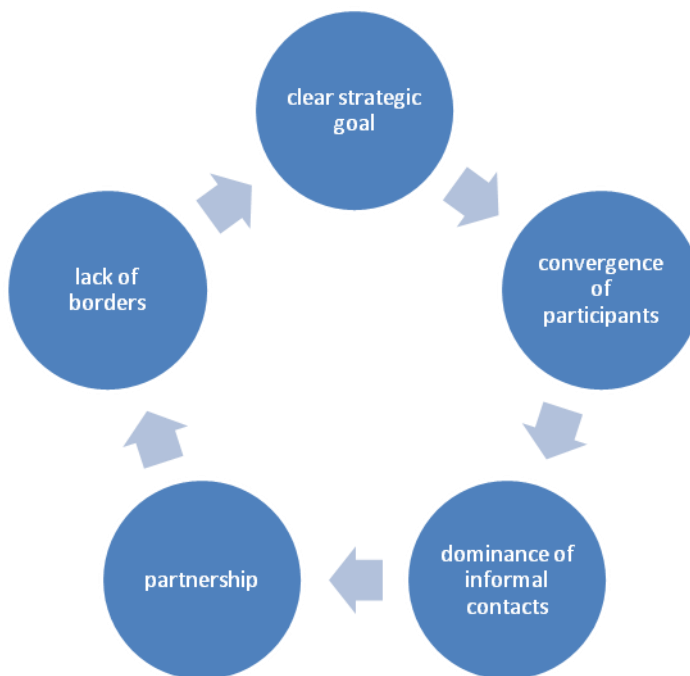 clear strategic
goal
convergence
of
participants
dominance of
informal
contacts
partnership
lack of
borders